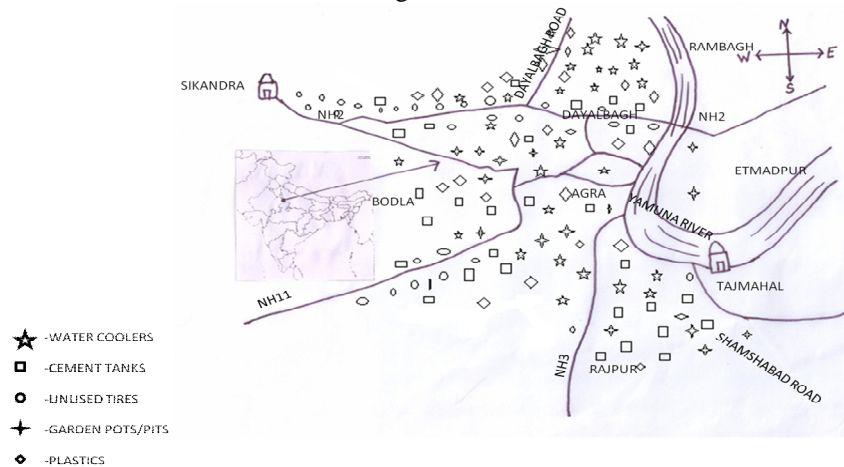 DAYALBAGH ROAD
N
RAMBAGH
W
E
S
SIKANDRA
NH2
DAYALBAGH
NH2
ETMADPUR
BODLA
AGRA
YAMUNA RIVER
TAJMAHAL
NH11
-WATER COOLERS
-CEMENT TANKS
-UNUSED TIRES
-GARDEN POTS/PITS
-PLASTICS
NH3
RAJPUR
SHAMSHABAD ROAD